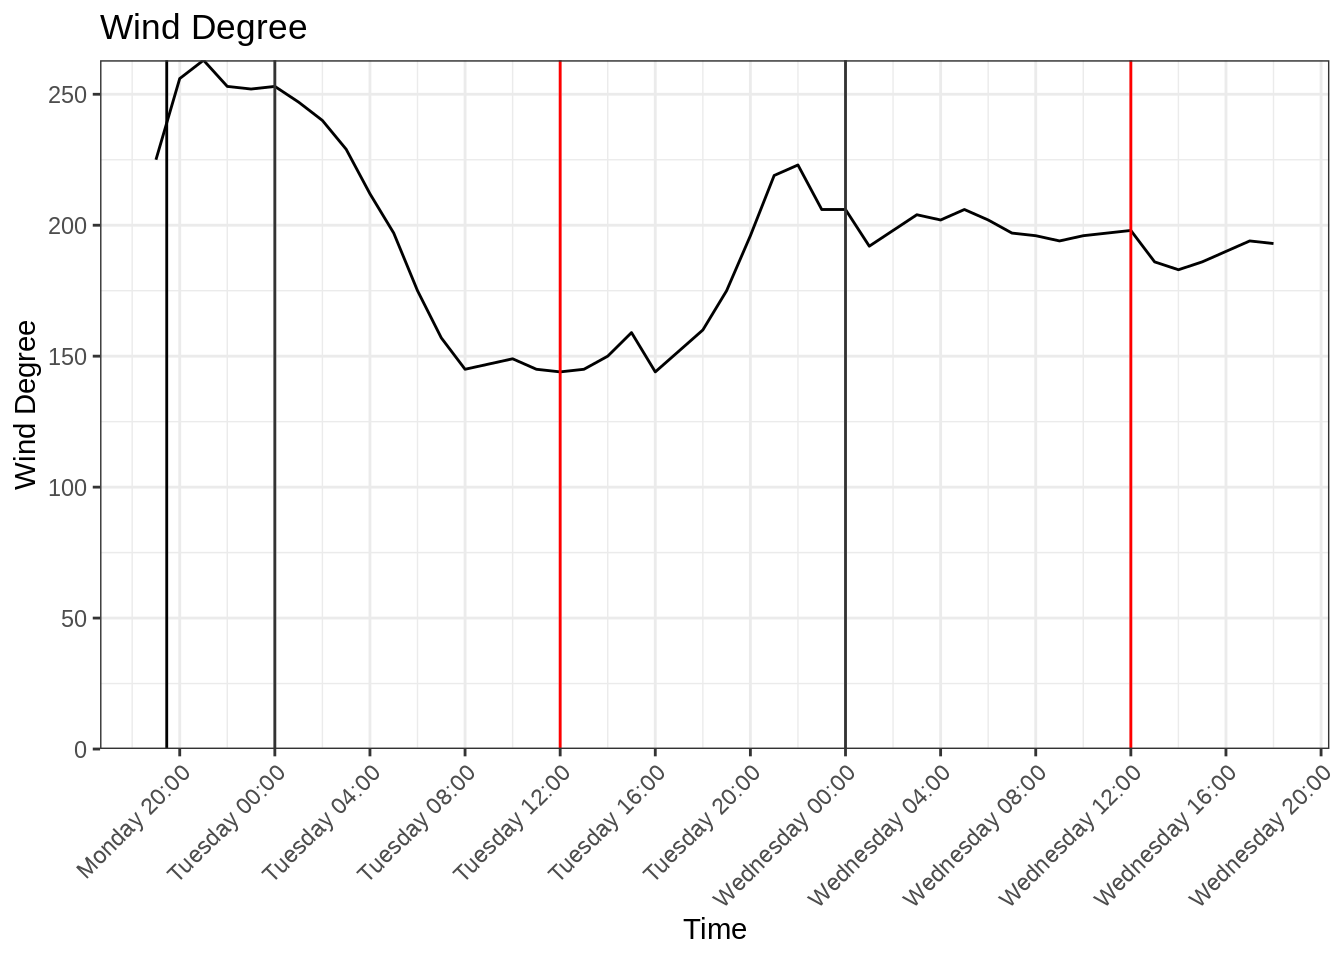 Wind Degree
Wind Degree
250
200
150
100
50
0
Monday 20:00
Tuesday 00:00
Tuesday 04:00
Tuesday 08:00
Tuesday 12:00
Tuesday 16:00
Tuesday 20:00
Wednesday 00:00
Wednesday 04:00
Wednesday 08:00
Wednesday 12:00
Wednesday 16:00
Wednesday 20:00
Time